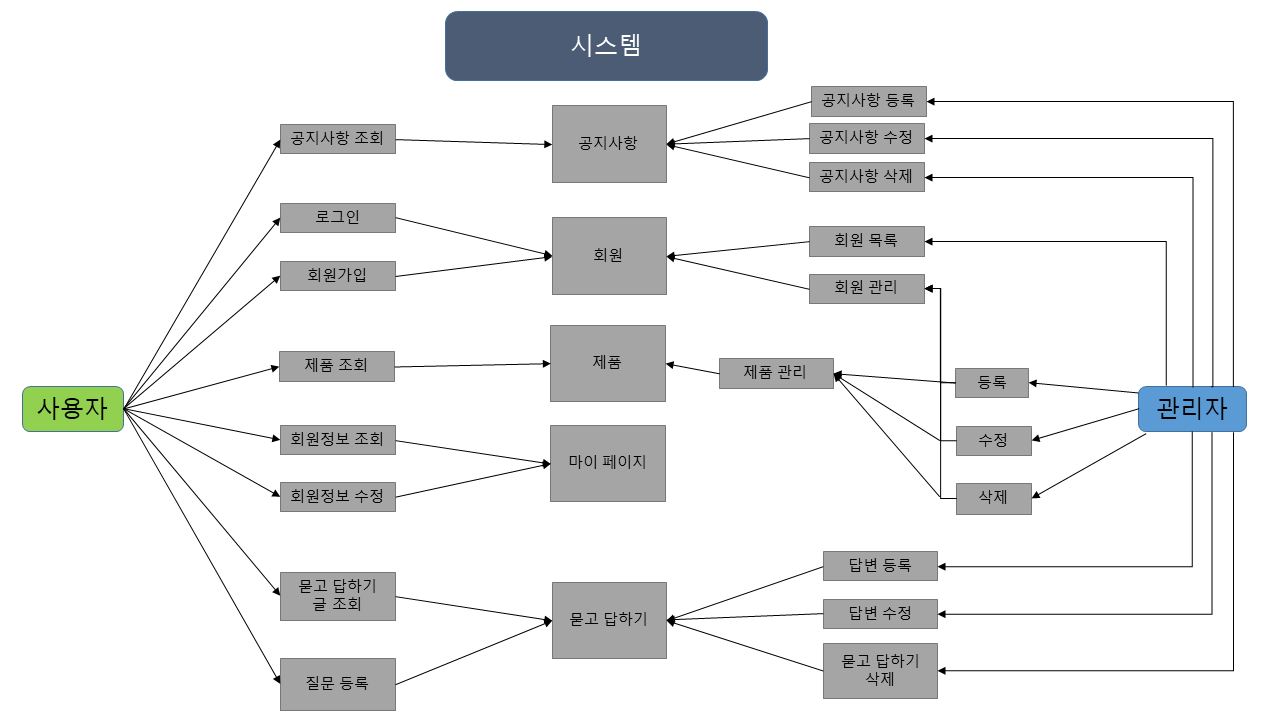 시스템
공지사항 조회
로그인
회원가입
제품 조회
사용자
회원정보 조회
회원정보 수정
묻고 답하기
글 조회
질문 등록
공지사항
회원
제품
마이 페이지
묻고 답하기
공지사항 등록
공지사항 수정
공지사항 삭제
회원 목록
회원 관리
제품 관리
등록
수정
삭제
관리자
답변 등록
답변 수정
묻고 답하기
삭제